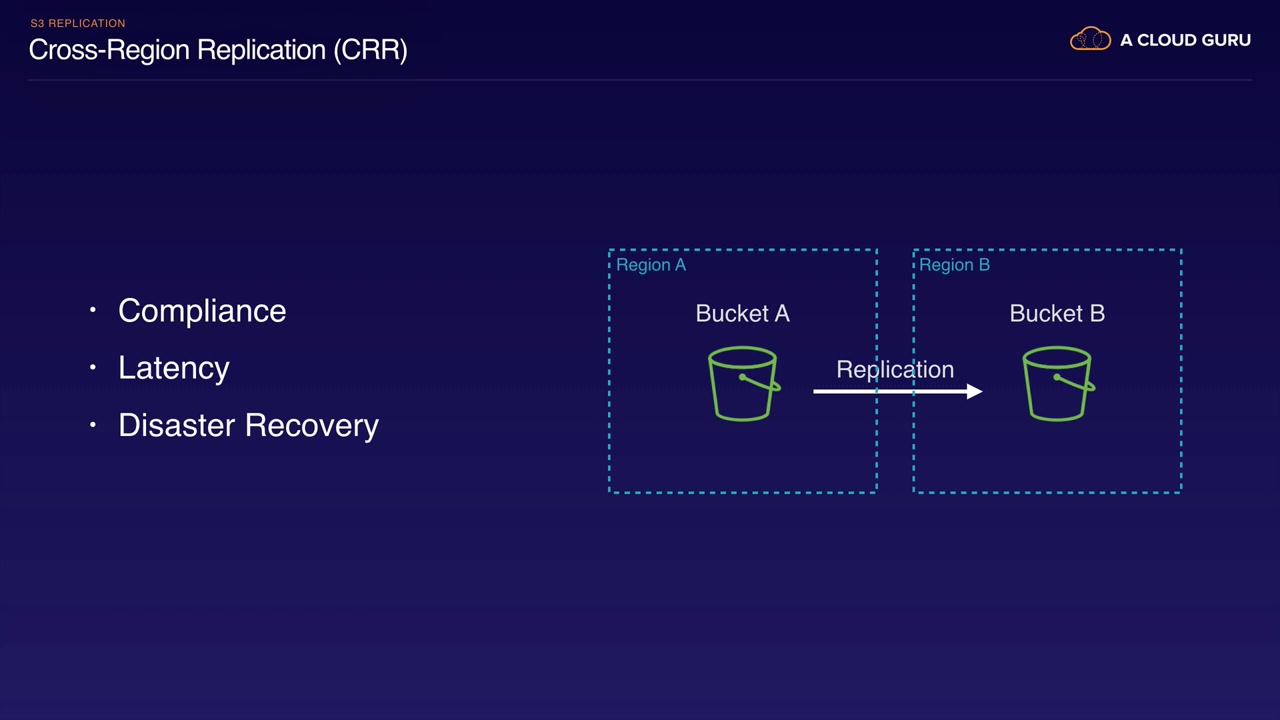 S3 REPLICATION
Cross-Region Replication (CRR)
A CLOUD GURU
• Compliance
• Latency
• Disaster Recovery
Region A
Region B
Bucket A
Bucket B
Replication